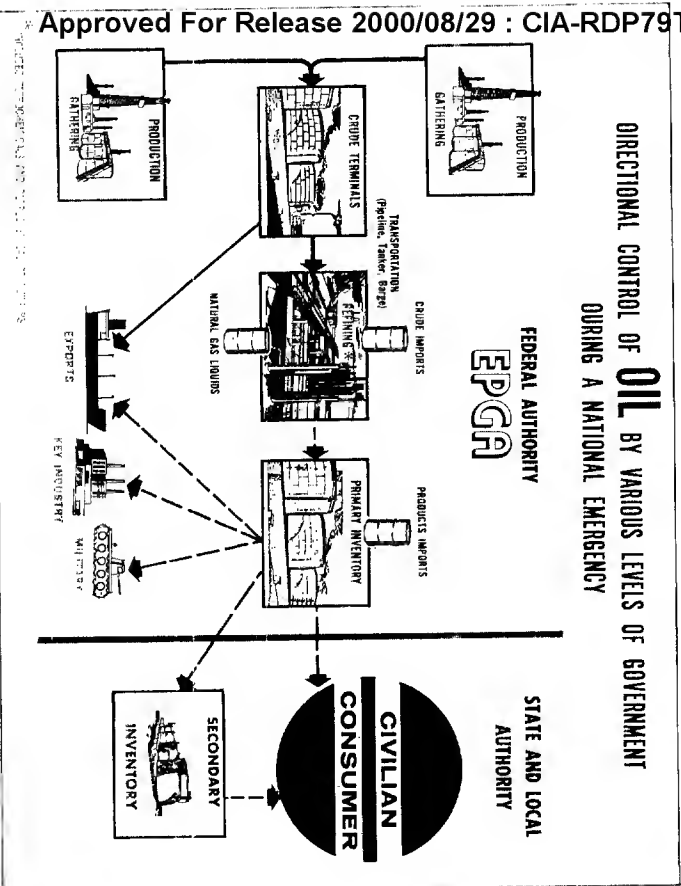 Approved For Release 2000/08/29 : CIA-RDP79T
DIRECTIONAL CONTROL OF OIL BY VARIOUS LEVELS OF GOVERNMENT
DURING A NATIONAL EMERGENCY
FEDERAL AUTHORITY
EPGA
STATE AND LOCAL
AUTHORITY
PRODUCTION
GATHERING
CRUDE TERMINALS
TRANSPORTATION
(Pipeline, Tanker, Barge)
CRUDE IMPORTS
REFINING
NATURAL GAS LIQUIDS
PRODUCTS IMPORTS
PRIMARY INVENTORY
CIVILIAN
CONSUMER
SECONDARY
INVENTORY
PRODUCTION
GATHERING
EXPORTS
KEY INDUSTRY
MILITARY